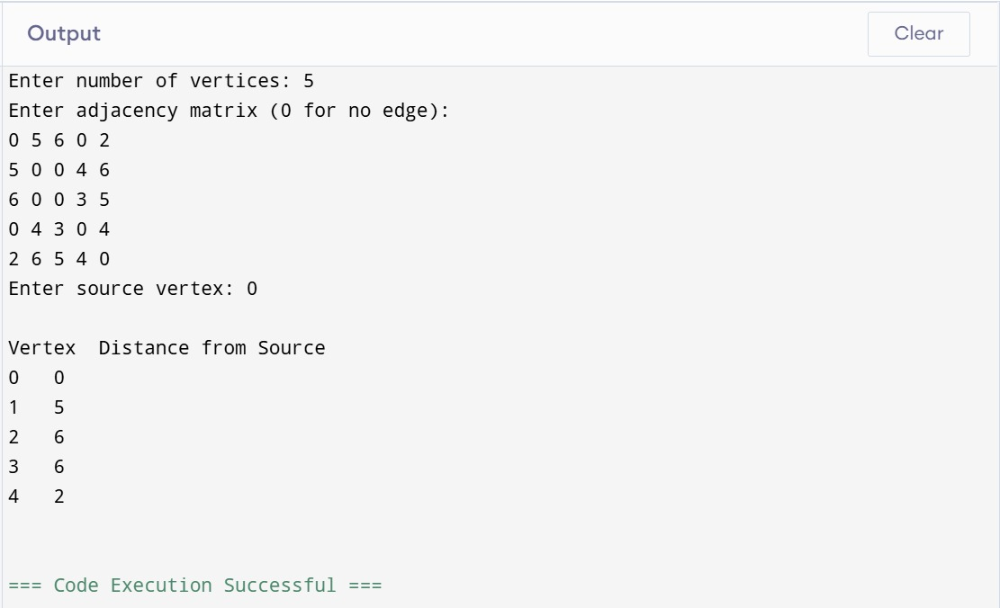 Output
Clear
Enter number of vertices: 5
Enter adjacency matrix (0 for no edge):
0 5 6 0 2
5 0 0 4 6
6 0 0 3 5
0 4 3 0 4
2 6 5 4 0
Enter source vertex: 0
Vertex  Distance from Source
0   0
1   5
2   6
3   6
4   2
=== Code Execution Successful ===